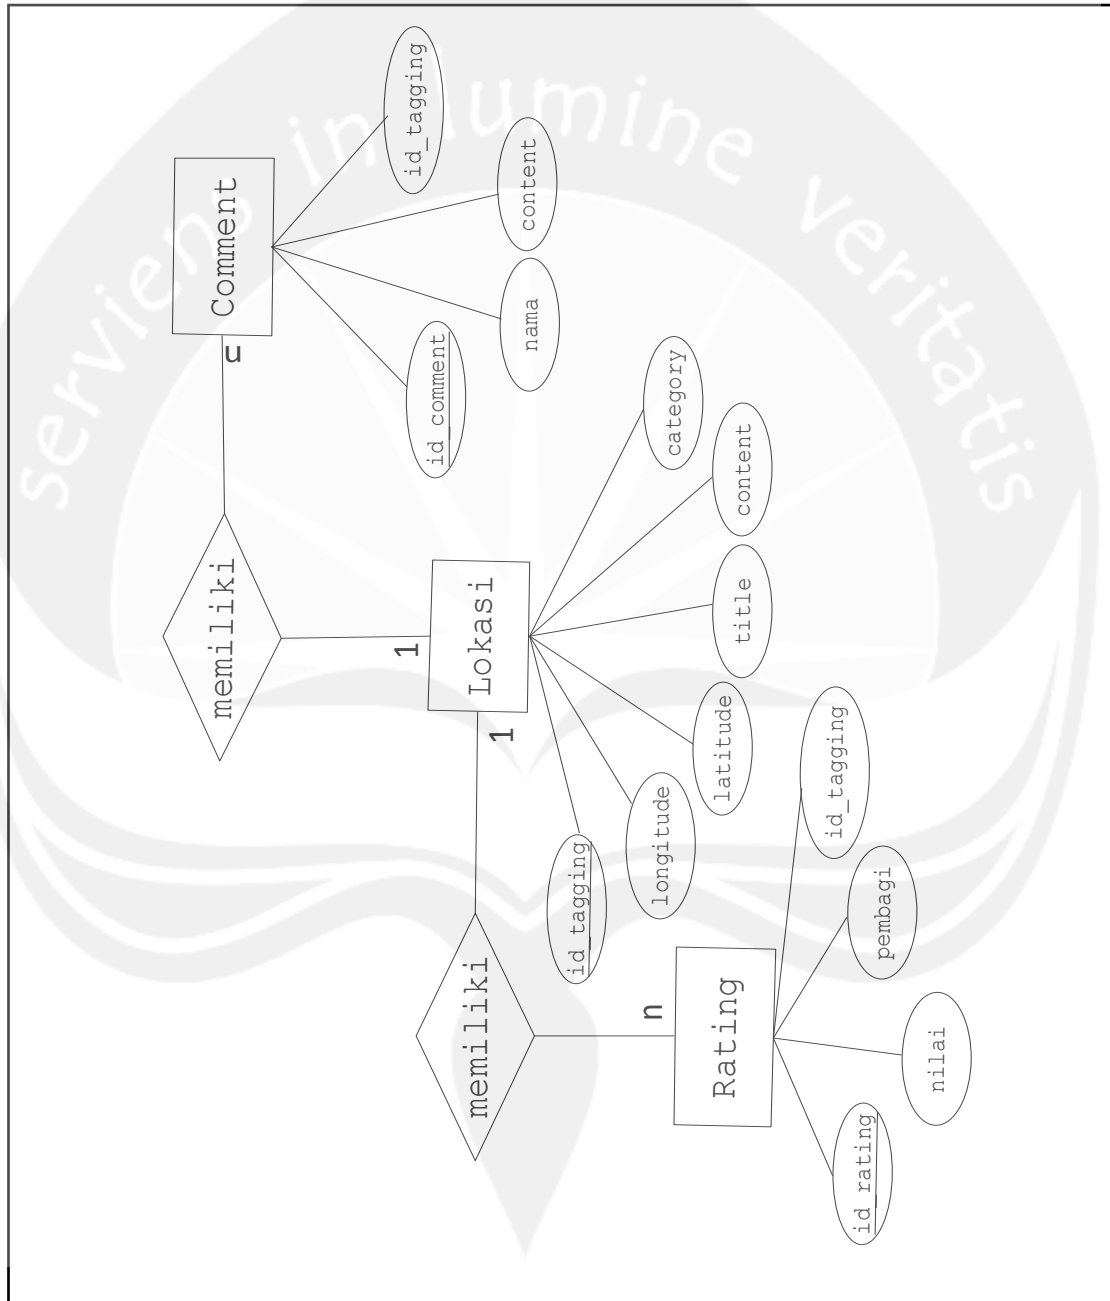 serviens in lumine veritatis
Comment
id_tagging
content
nama
id_comment
u
memiliki
1
Lokasi
category
content
title
latitude
longitude
id_tagging
1
memiliki
n
Rating
id_tagging
pembagi
nilai
id_rating